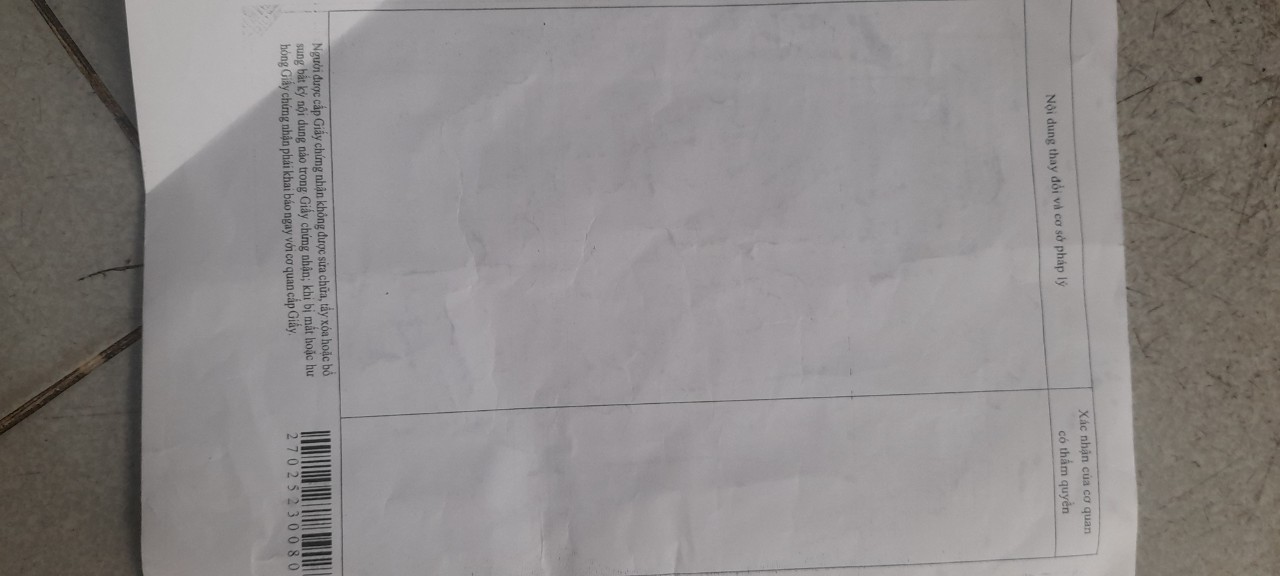 Nội dung thay đổi và cơ sở pháp lý
Xác nhận của cơ quan
có thẩm quyền
Người được cấp Giấy chứng nhận không được sửa chữa, tẩy xóa hoặc bổ
sung bất kỳ nội dung nào trong Giấy chứng nhận; khi bị mất hoặc hư
hỏng Giấy chứng nhận phải khai báo ngay với cơ quan cấp Giấy.
2702523 0080